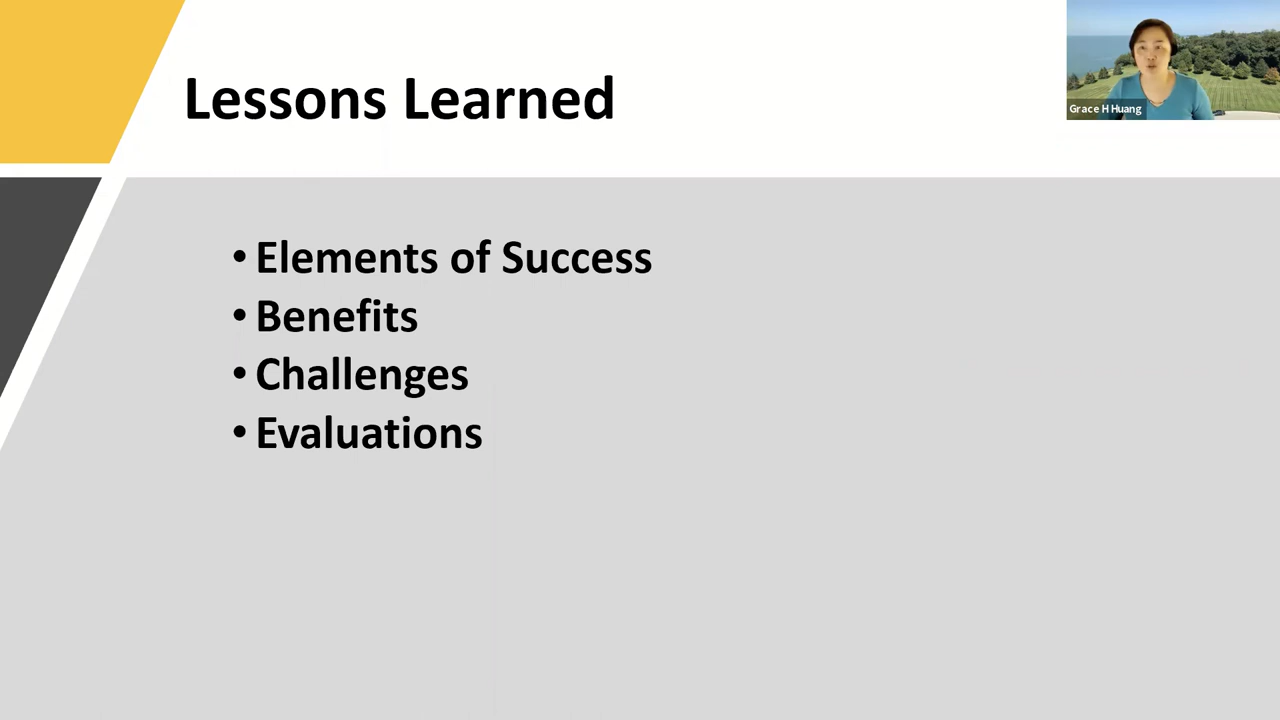 Lessons Learned
Grace H Huang
• Elements of Success
• Benefits
• Challenges
• Evaluations